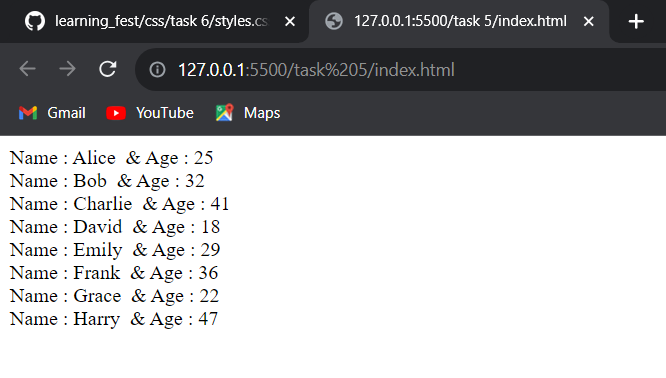 learning_fest/css/task 6/styles.cs
127.0.0.1:5500/task 5/index.html
127.0.0.1:5500/task%205/index.html
Gmail YouTube Maps
Name : Alice & Age : 25
Name : Bob & Age : 32
Name : Charlie & Age : 41
Name : David & Age : 18
Name : Emily & Age : 29
Name : Frank & Age : 36
Name : Grace & Age : 22
Name : Harry & Age : 47